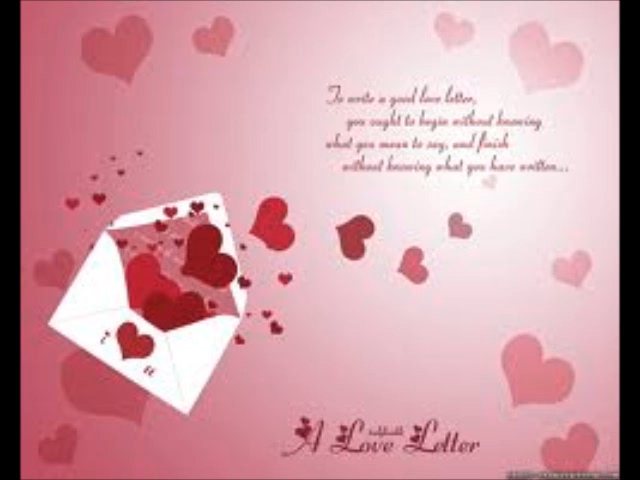 To write a good love letter,
you ought to begin without knowing
what you mean to say, and finish
without knowing what you have written...
i
u
A Love Letter